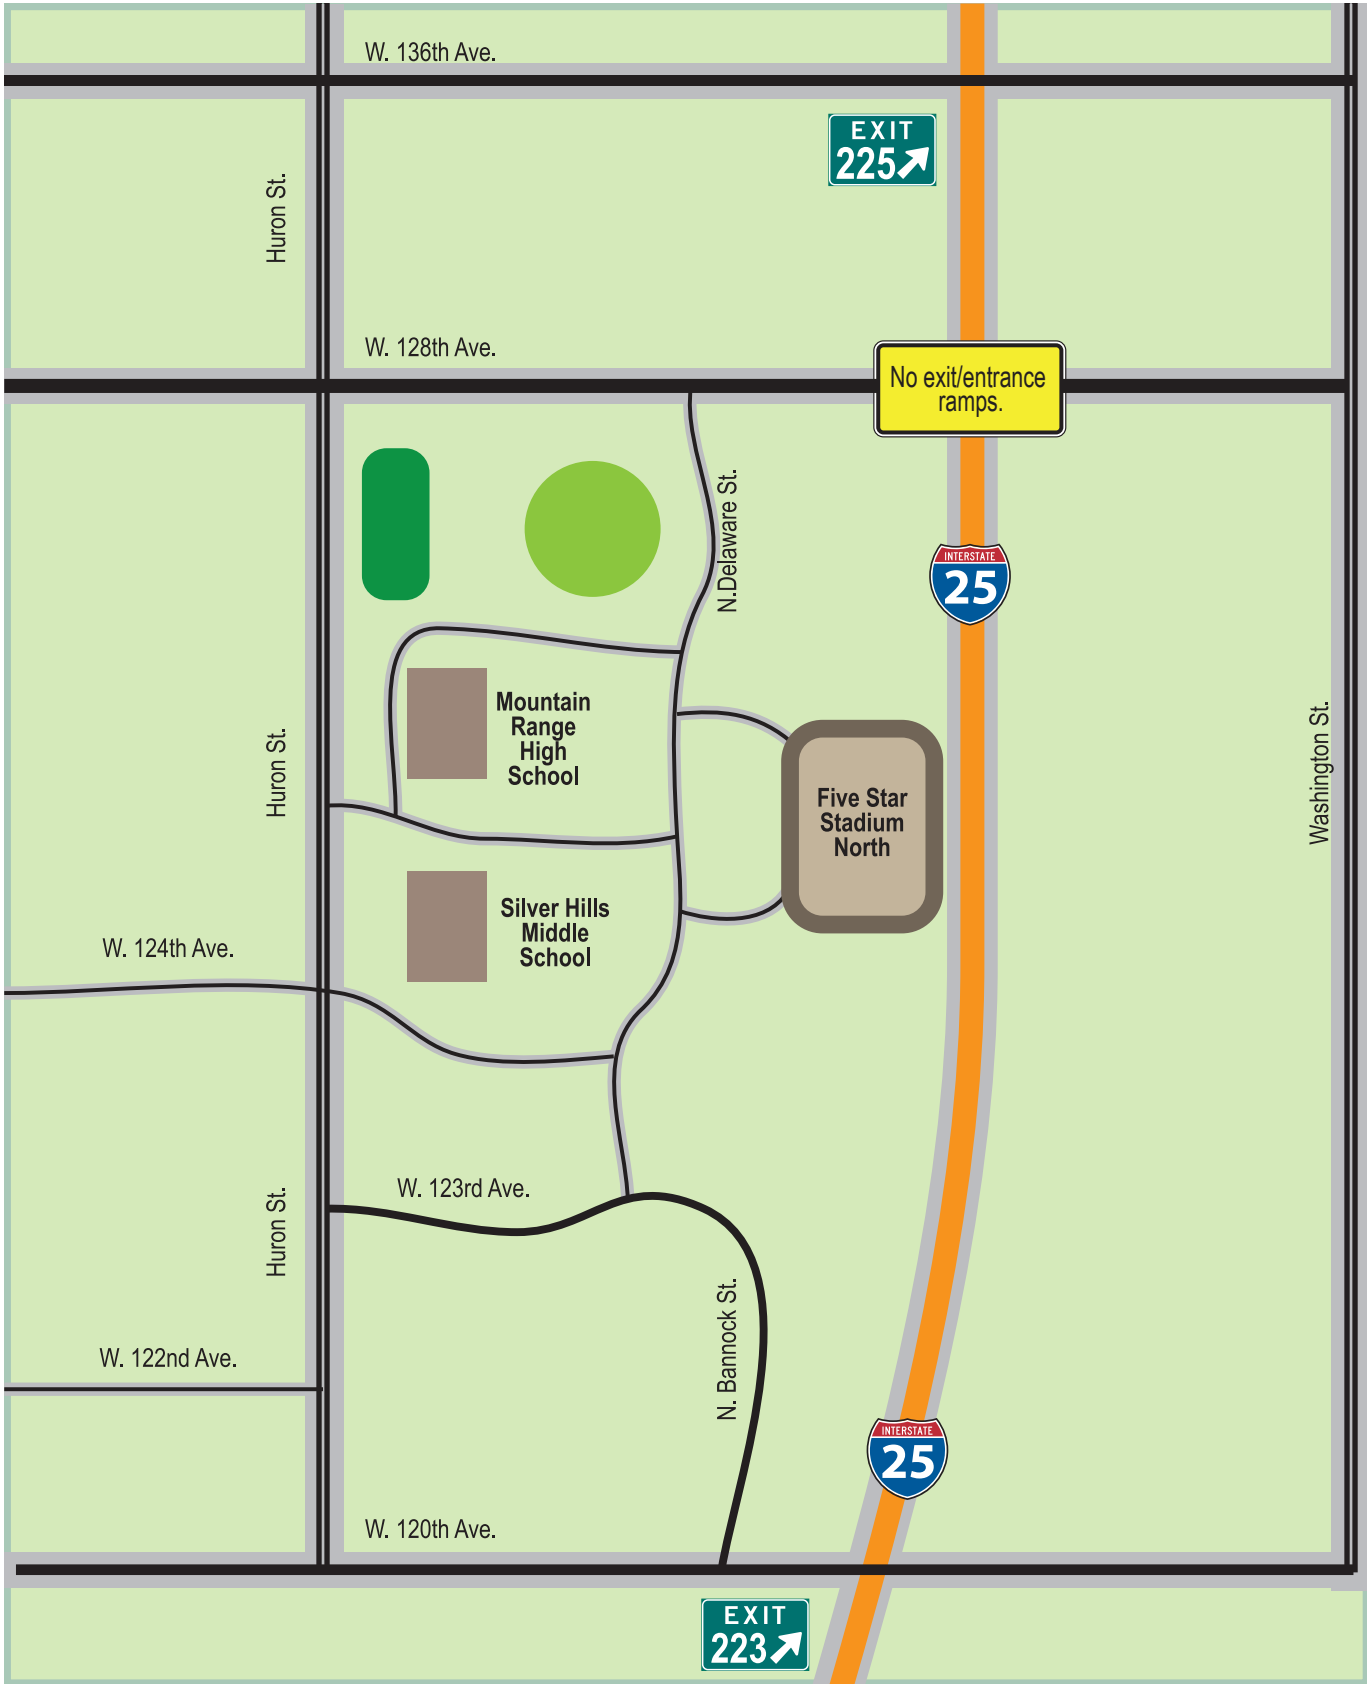 W. 136th Ave.
EXIT
225
Huron St.
W. 128th Ave.
No exit/entrance
ramps.
N.Delaware St.
INTERSTATE
25
Mountain
Range
High
School
Huron St.
Five Star
Stadium
North
Washington St.
Silver Hills
Middle
School
W. 124th Ave.
W. 123rd Ave.
Huron St.
N. Bannock St.
W. 122nd Ave.
INTERSTATE
25
W. 120th Ave.
EXIT
223